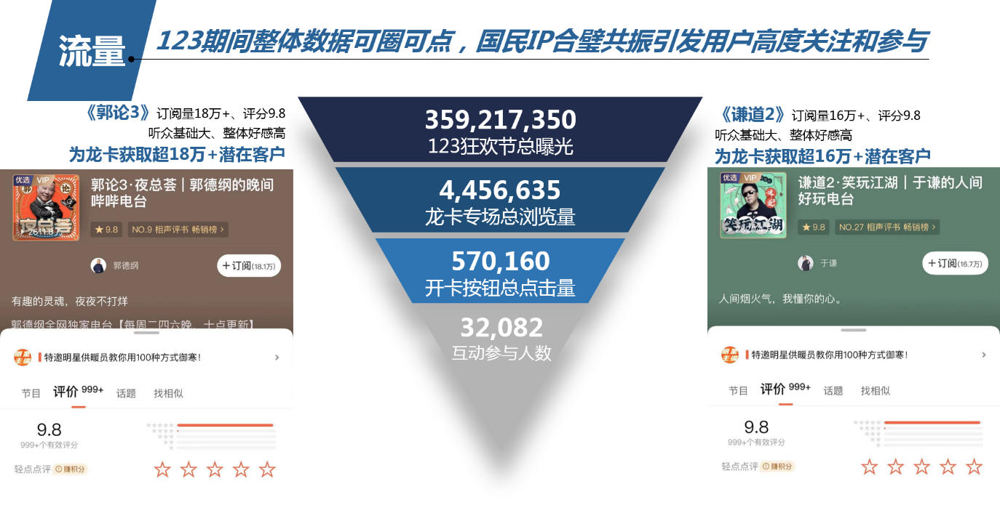 流量
123期间整体数据可圈可点，国民IP合璧共振引发用户高度关注和参与
《郭论3》订阅量18万+、评分9.8
听众基础大、整体好感高
为龙卡获取超18万+潜在客户
优选 VIP
郭论
夜总荟
2611.8万
郭论3·夜总荟｜郭德纲的晚间
哔哔电台
★9.8
NO.9 相声评书 畅销榜 ›
郭德纲
+订阅(18.1万)
有趣的灵魂，夜夜不打烊
郭德纲全网独家电台【每周二四六晚，十点更新】
明星
主播
特邀明星供暖员教你用100种方式御寒！
节目 评价 999+ 话题 找相似
9.8
999+个有效评分
轻点点评 赚积分
359,217,350
123狂欢节总曝光
4,456,635
龙卡专场总浏览量
570,160
开卡按钮总点击量
32,082
互动参与人数
《谦道2》订阅量16万+、评分9.8
听众基础大、整体好感高
为龙卡获取超16万+潜在客户
优选 VIP
笑玩江湖
谦道2·笑玩江湖｜于谦的人间
好玩电台
★9.8
NO.27 相声评书 畅销榜 ›
于谦
+订阅(16.7万)
人间烟火气，我懂你的心。
明星
主播
特邀明星供暖员教你用100种方式御寒！
节目 评价 999+ 话题 找相似
9.8
999+个有效评分
轻点点评 赚积分